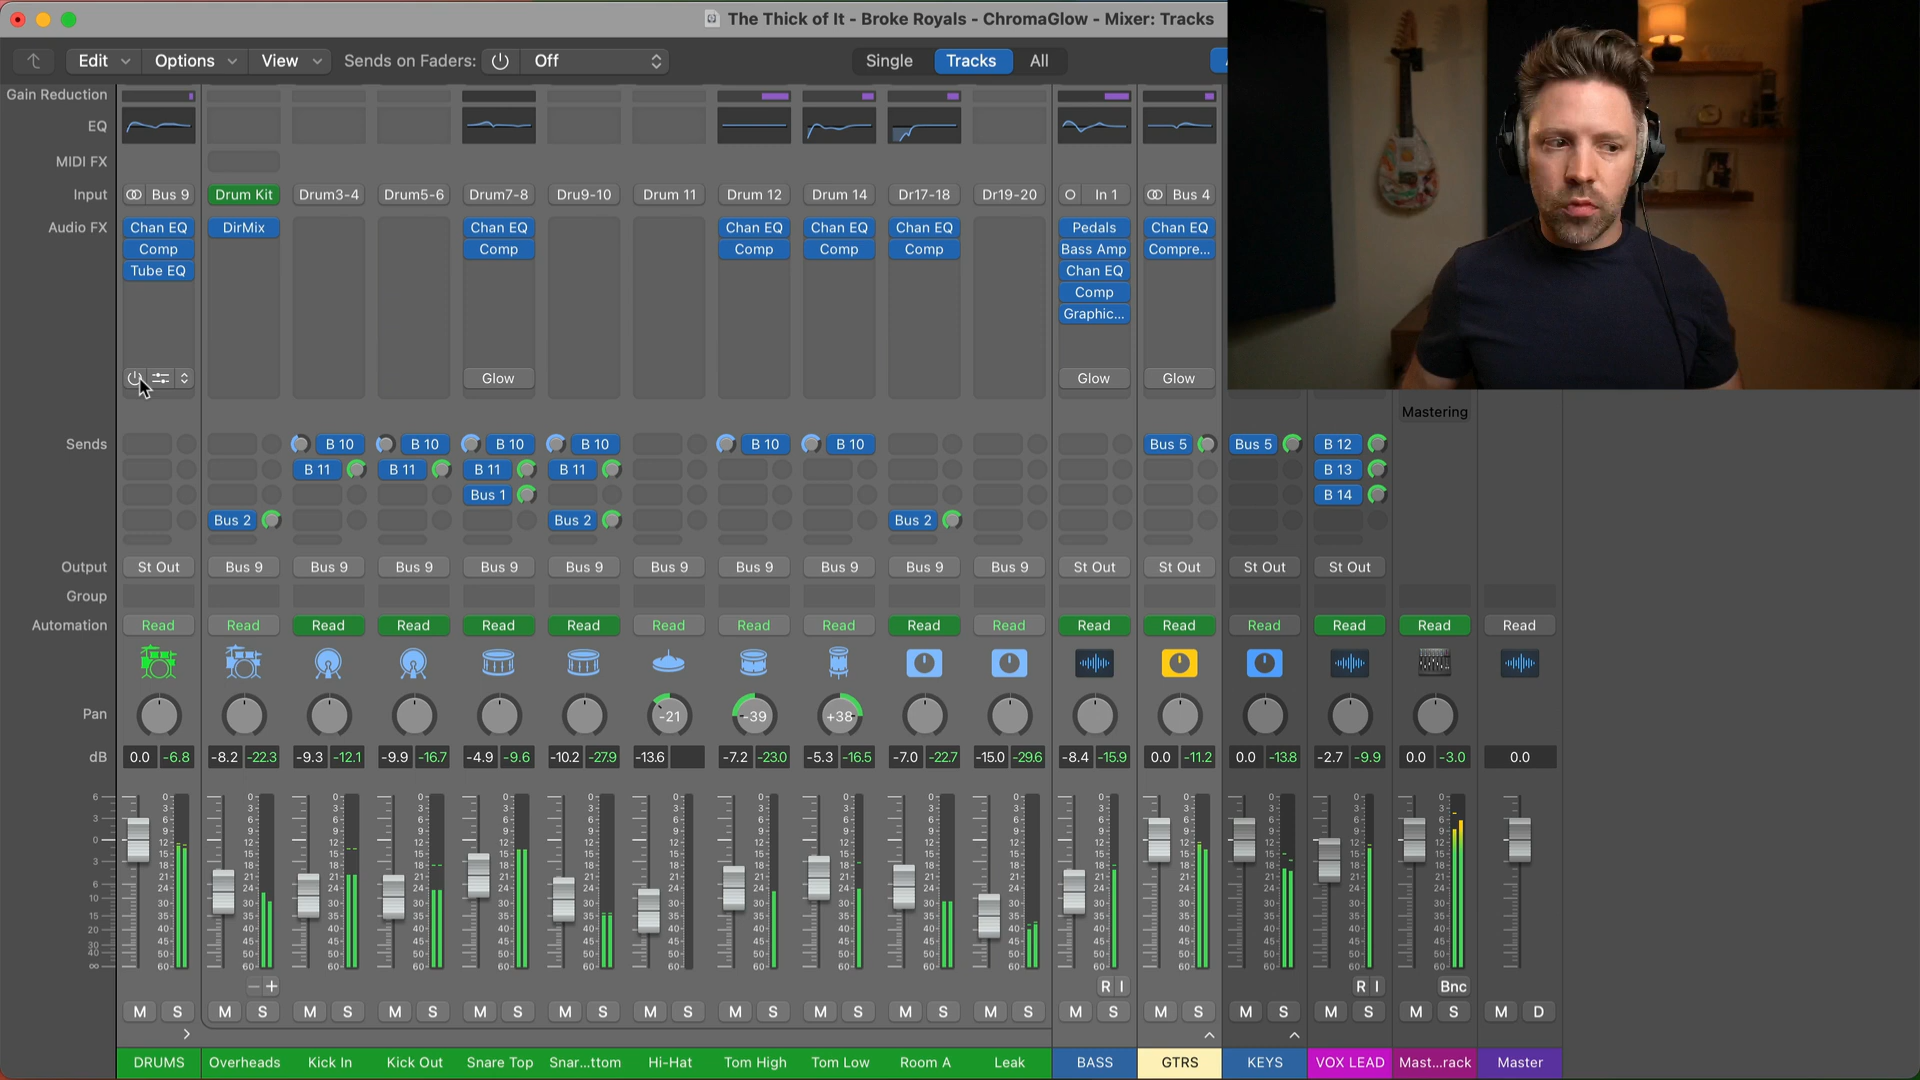 The Thick of It - Broke Royals - ChromaGlow - Mixer: Tracks
Edit Options View Sends on Faders: Off Single Tracks All
Gain Reduction
EQ
MIDI FX
Input Bus 9 Drum Kit Drum3-4 Drum5-6 Drum7-8 Dru9-10 Drum 11 Drum 12 Drum 14 Dr17-18 Dr19-20 In 1 Bus 4
Audio FX Chan EQ DirMix Chan EQ Chan EQ Chan EQ Chan EQ Pedals Chan EQ
Comp Comp Comp Comp Comp Bass Amp Compre...
Tube EQ Chan EQ
Comp
Graphic...
Glow Glow Glow
Mastering
Sends B 10 B 10 B 10 B 10 B 10 B 10 Bus 5 Bus 5 B 12
B 11 B 11 B 11 B 11 B 13
Bus 1 B 14
Bus 2 Bus 2 Bus 2
Output St Out Bus 9 Bus 9 Bus 9 Bus 9 Bus 9 Bus 9 Bus 9 Bus 9 Bus 9 Bus 9 St Out St Out St Out St Out
Group
Automation Read Read Read Read Read Read Read Read Read Read Read Read Read Read Read Read Read
Pan -21 -39 +38
dB 0.0 -6.8 -8.2 -22.3 -9.3 -12.1 -9.9 -16.7 -4.9 -9.6 -10.2 -27.9 -13.6 -7.2 -23.0 -5.3 -16.5 -7.0 -22.7 -15.0 -29.6 -8.4 -15.9 0.0 -11.2 0.0 -13.8 -2.7 -9.9 0.0 -3.0 0.0
R I R I Bnc
M S M S M S M S M S M S M S M S M S M S M S M S M S M S M S M S M D
DRUMS Overheads Kick In Kick Out Snare Top Snar...ttom Hi-Hat Tom High Tom Low Room A Leak BASS GTRS KEYS VOX LEAD Mast...rack Master